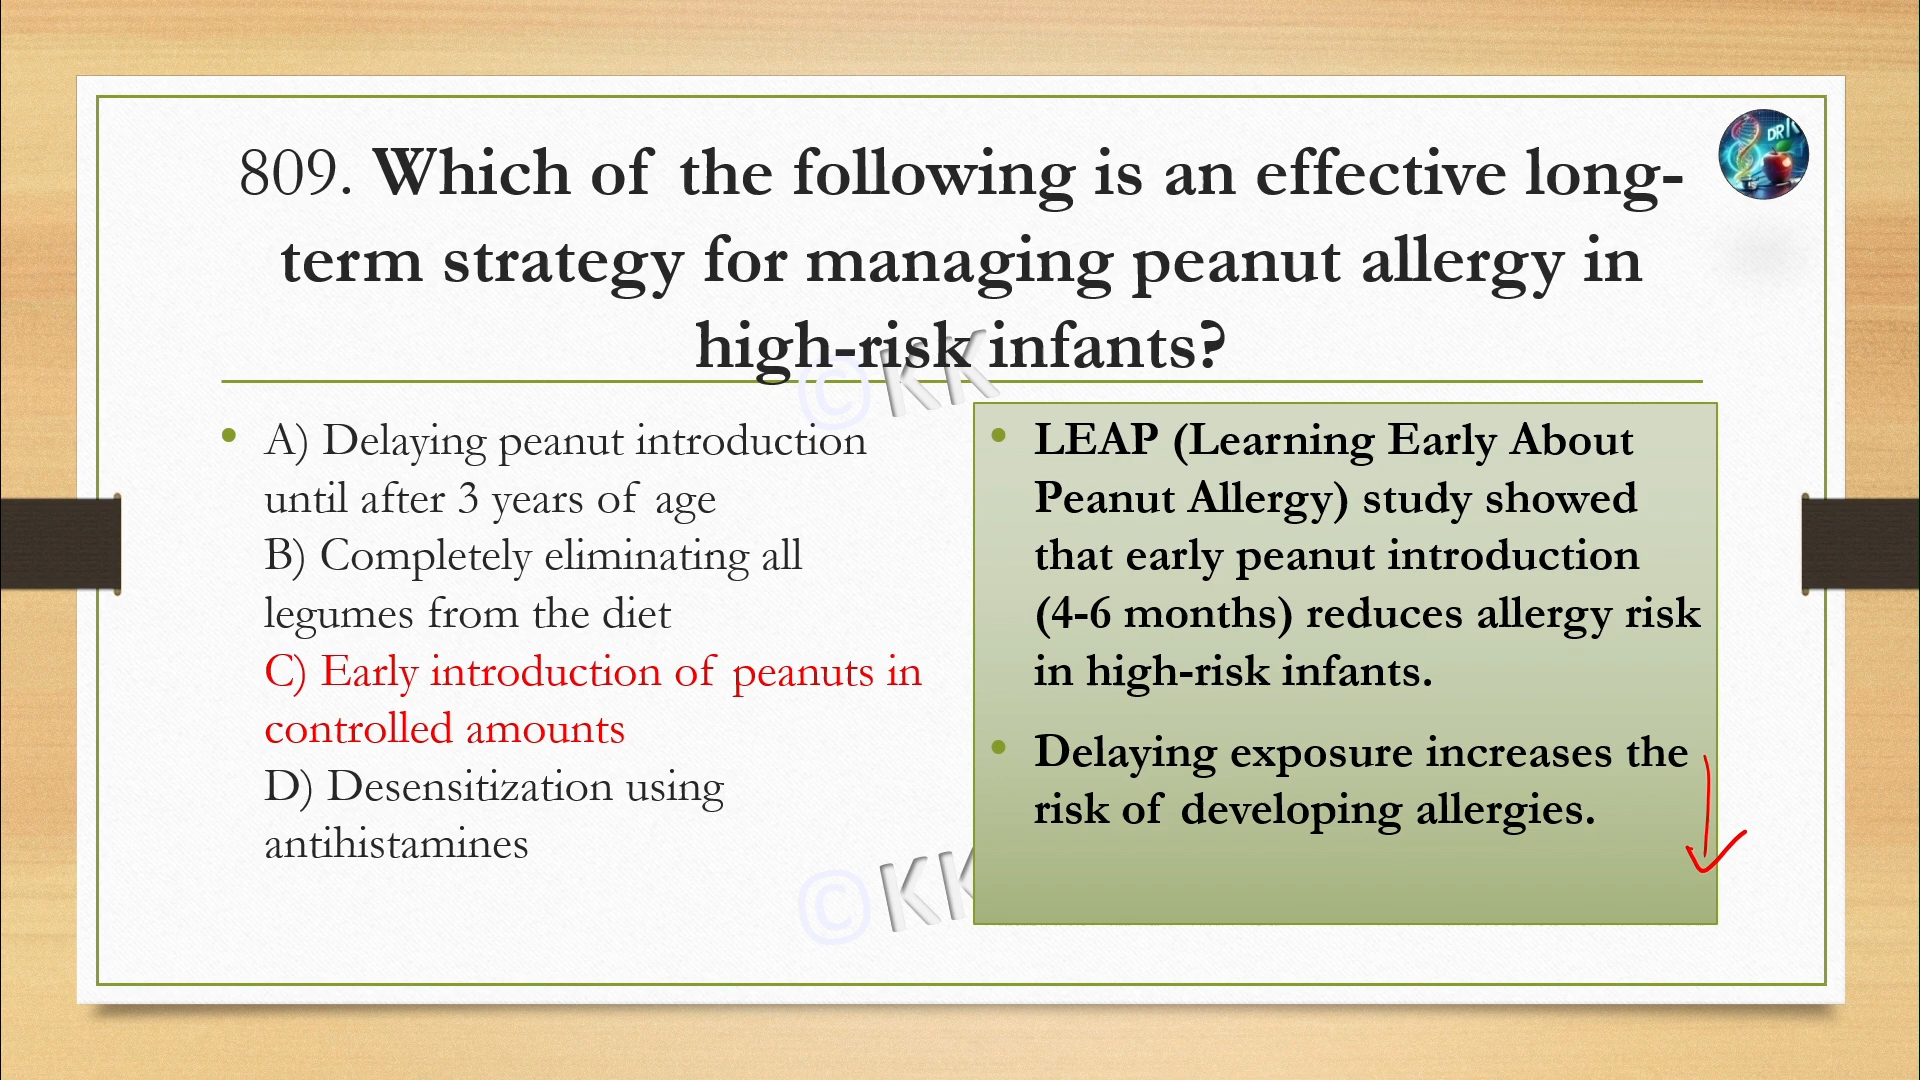 809. Which of the following is an effective long-
term strategy for managing peanut allergy in
high-risk infants?
• A) Delaying peanut introduction
until after 3 years of age
B) Completely eliminating all
legumes from the diet
C) Early introduction of peanuts in
controlled amounts
D) Desensitization using
antihistamines
• LEAP (Learning Early About
Peanut Allergy) study showed
that early peanut introduction
(4-6 months) reduces allergy risk
in high-risk infants.
• Delaying exposure increases the
risk of developing allergies.
©KK
©KK
DR